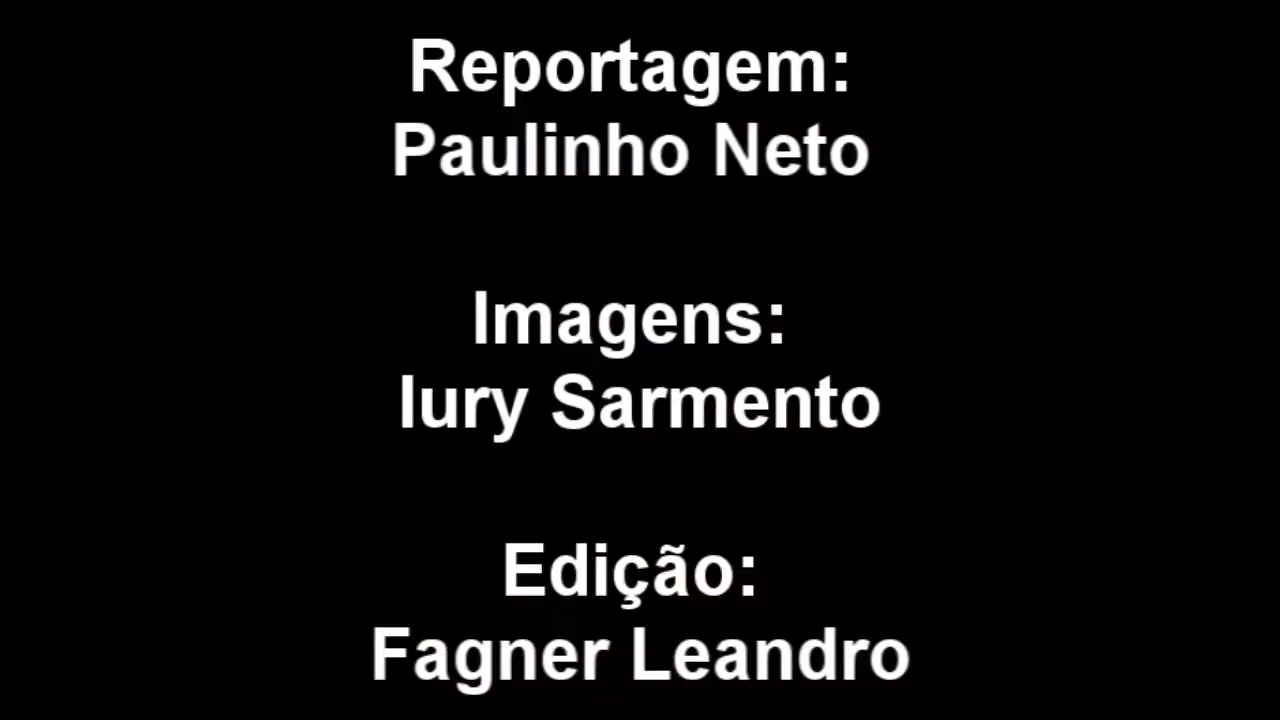 Reportagem:
Paulinho Neto
Imagens:
Iury Sarmento
Edição:
Fagner Leandro